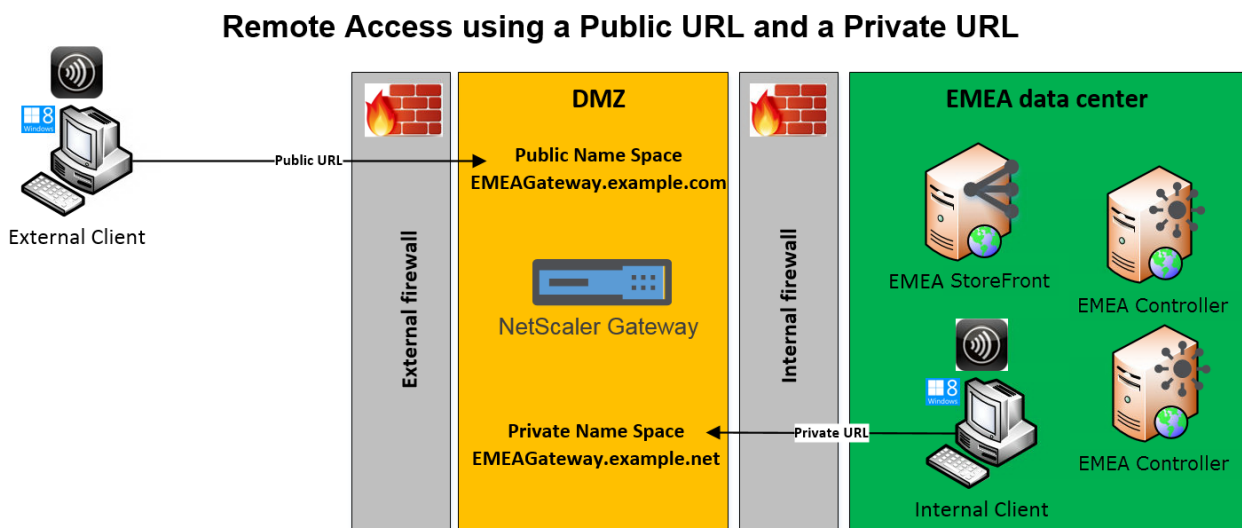 Remote Access using a Public URL and a Private URL
8
Windows
External Client
Public URL
External firewall
DMZ
Public Name Space
EMEAGateway.example.com
NetScaler Gateway
Private Name Space
EMEAGateway.example.net
Internal firewall
Private URL
EMEA data center
EMEA StoreFront
EMEA Controller
8
Windows
Internal Client
EMEA Controller